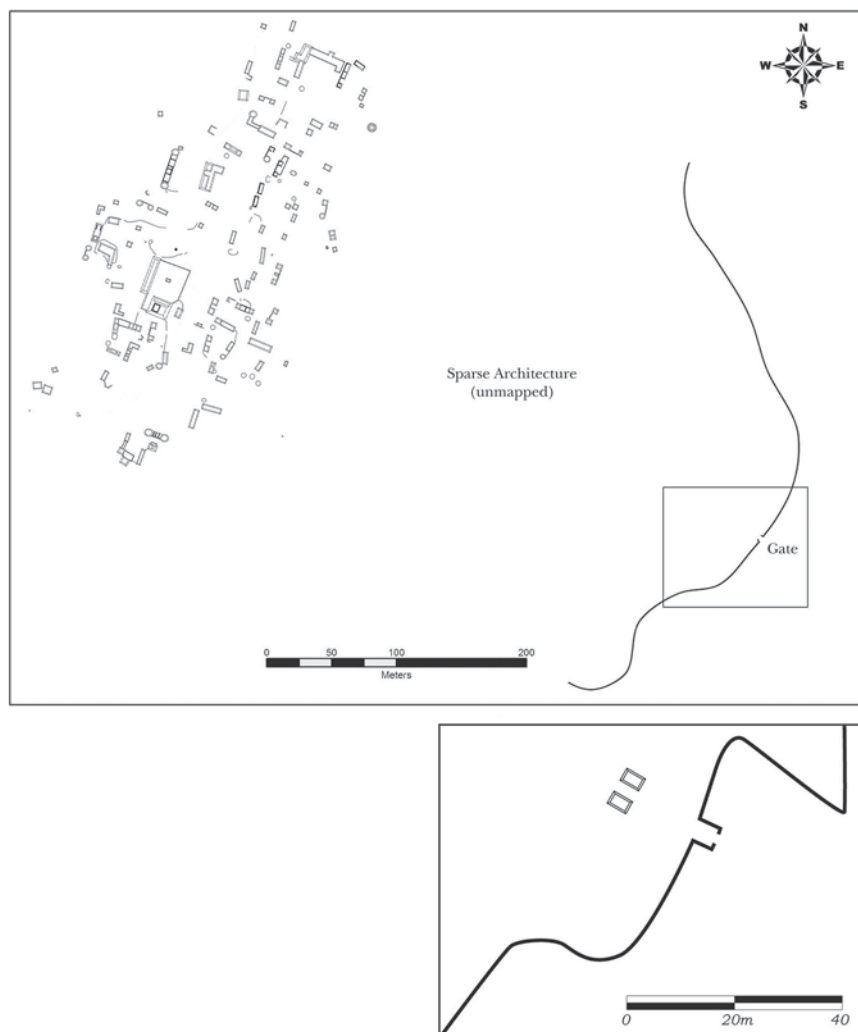 N
W E
S
Sparse Architecture
(unmapped)
Gate
0 50 100 200
Meters
0 20m 40